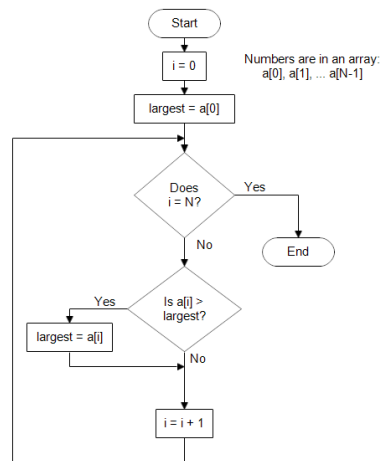 Start
i = 0
Numbers are in an array:
a[0], a[1], ... a[N-1]
largest = a[0]
Does
i = N?
Yes
No
End
Is a[i] >
largest?
Yes
largest = a[i]
No
i = i + 1